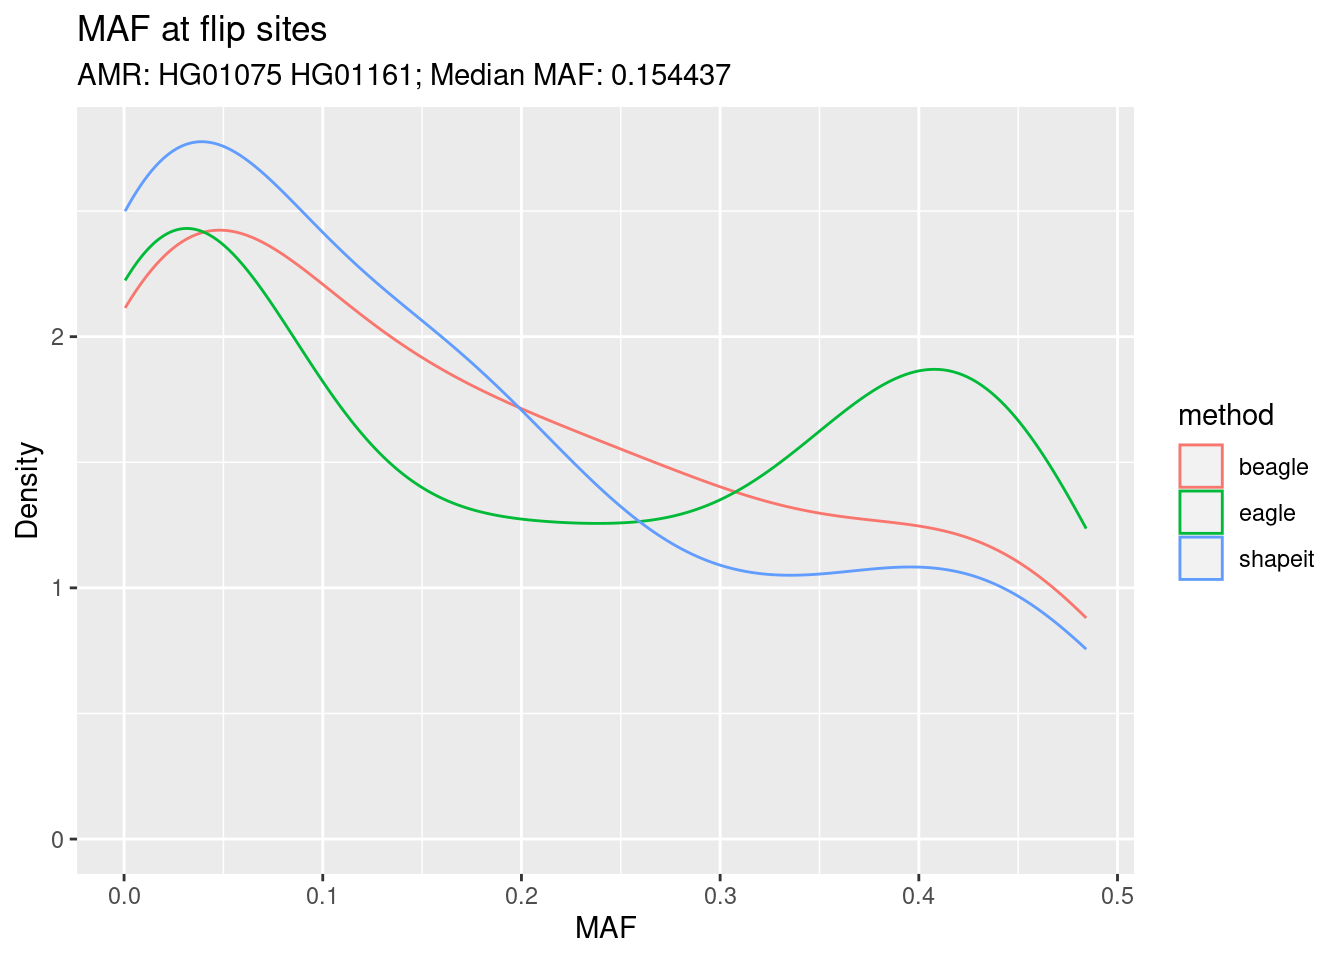 MAF at flip sites
AMR: HG01075 HG01161; Median MAF: 0.154437
Density
2
1
0
0.0
0.1
0.2
0.3
0.4
0.5
MAF
method
beagle
eagle
shapeit